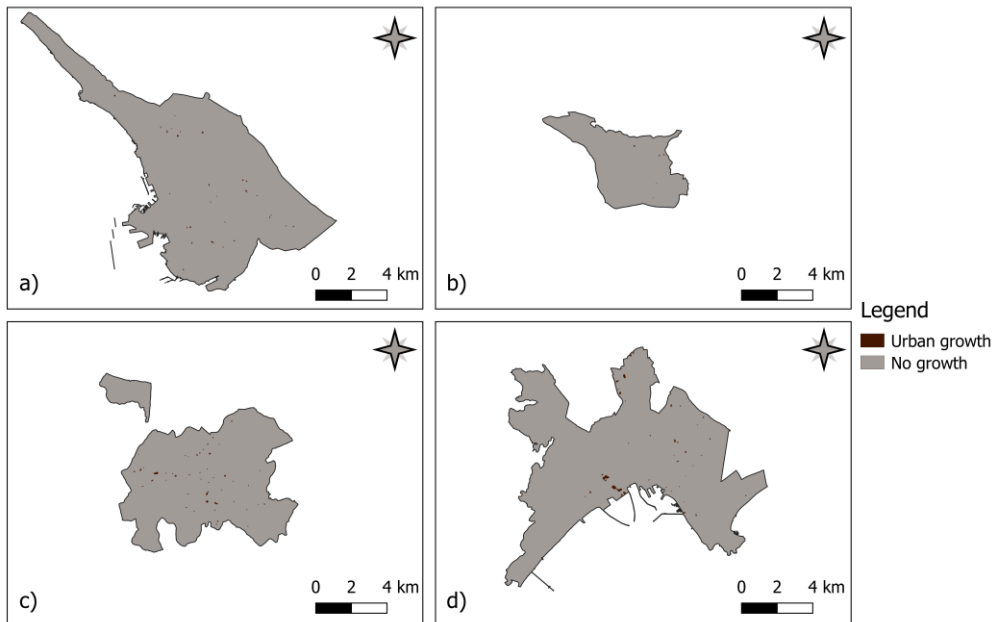 a)
0 2 4 km
b)
0 2 4 km
Legend
Urban growth
No growth
c)
0 2 4 km
d)
0 2 4 km